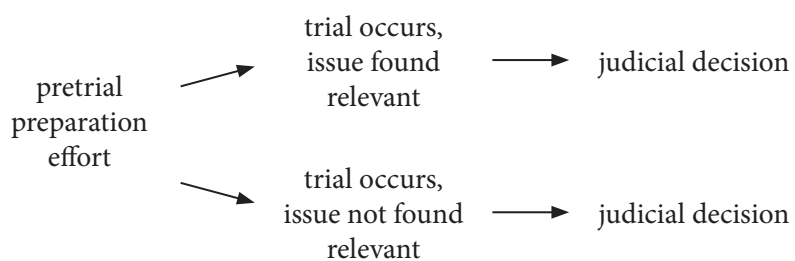 pretrial
preparation
effort
trial occurs,
issue found
relevant
judicial decision
trial occurs,
issue not found
relevant
judicial decision